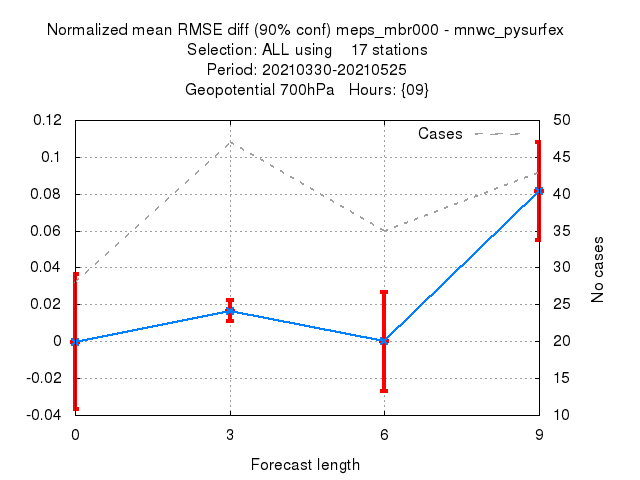 Normalized mean RMSE diff (90% conf) meps_mbr000 - mnwc_pysurfex
Selection: ALL using 17 stations
Period: 20210330-20210525
Geopotential 700hPa Hours: {09}
Cases
0.12
0.1
0.08
0.06
0.04
0.02
0
-0.02
-0.04
50
45
40
35
30
25
20
15
10
No cases
0 3 6 9
Forecast length